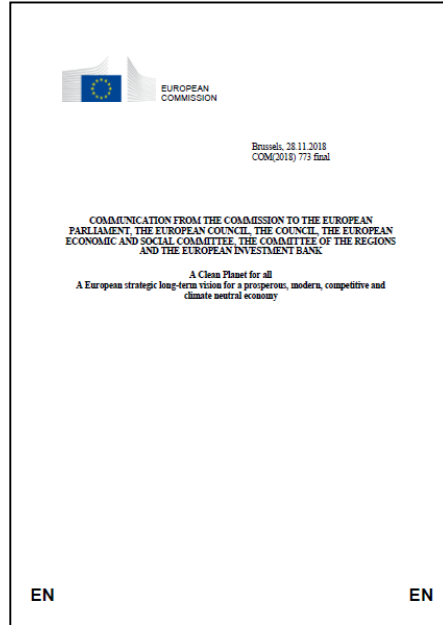 EUROPEAN
COMMISSION
Brussels, 28.11.2018
COM(2018) 773 final
COMMUNICATION FROM THE COMMISSION TO THE EUROPEAN
PARLIAMENT, THE EUROPEAN COUNCIL, THE COUNCIL, THE EUROPEAN
ECONOMIC AND SOCIAL COMMITTEE, THE COMMITTEE OF THE REGIONS
AND THE EUROPEAN INVESTMENT BANK
A Clean Planet for all
A European strategic long-term vision for a prosperous, modern, competitive and
climate neutral economy
EN EN